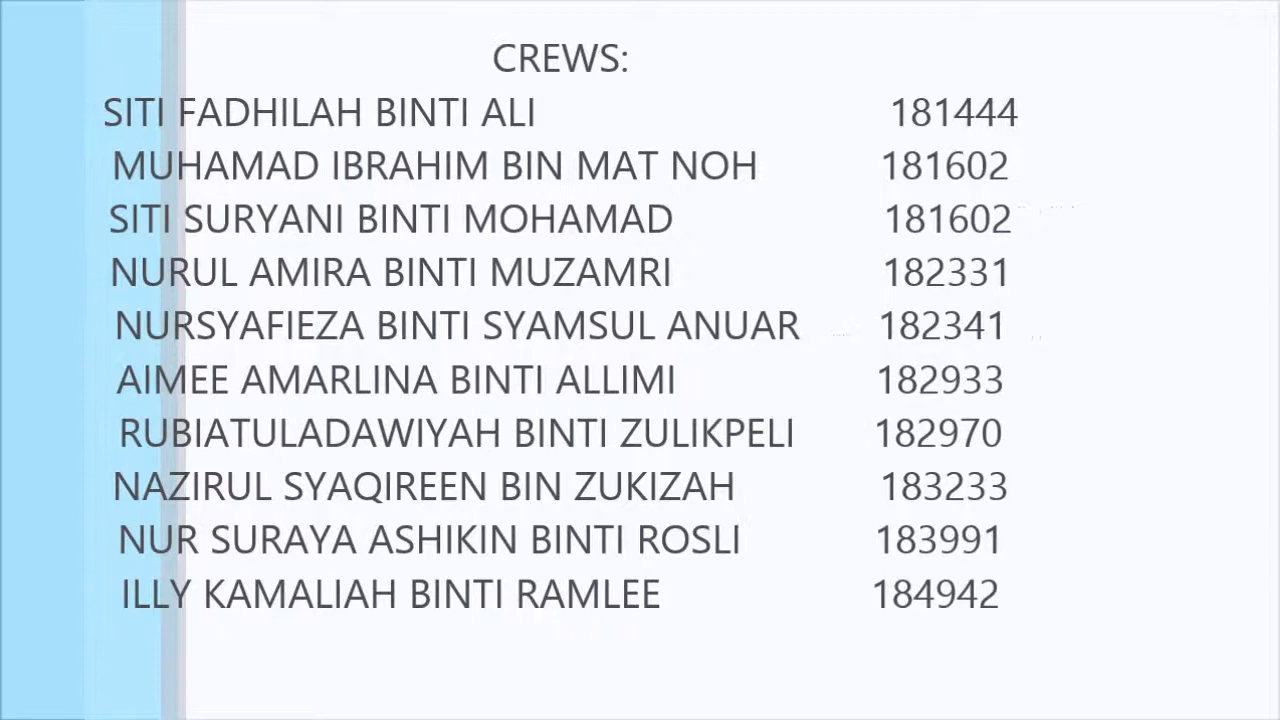 CREWS:
SITI FADHILAH BINTI ALI 181444
MUHAMAD IBRAHIM BIN MAT NOH 181602
SITI SURYANI BINTI MOHAMAD 181602
NURUL AMIRA BINTI MUZAMRI 182331
NURSYAFIEZA BINTI SYAMSUL ANUAR 182341
AIMEE AMARLINA BINTI ALLIMI 182933
RUBIATULADAWIYAH BINTI ZULIKPELI 182970
NAZIRUL SYAQIREEN BIN ZUKIZAH 183233
NUR SURAYA ASHIKIN BINTI ROSLI 183991
ILLY KAMALIAH BINTI RAMLEE 184942